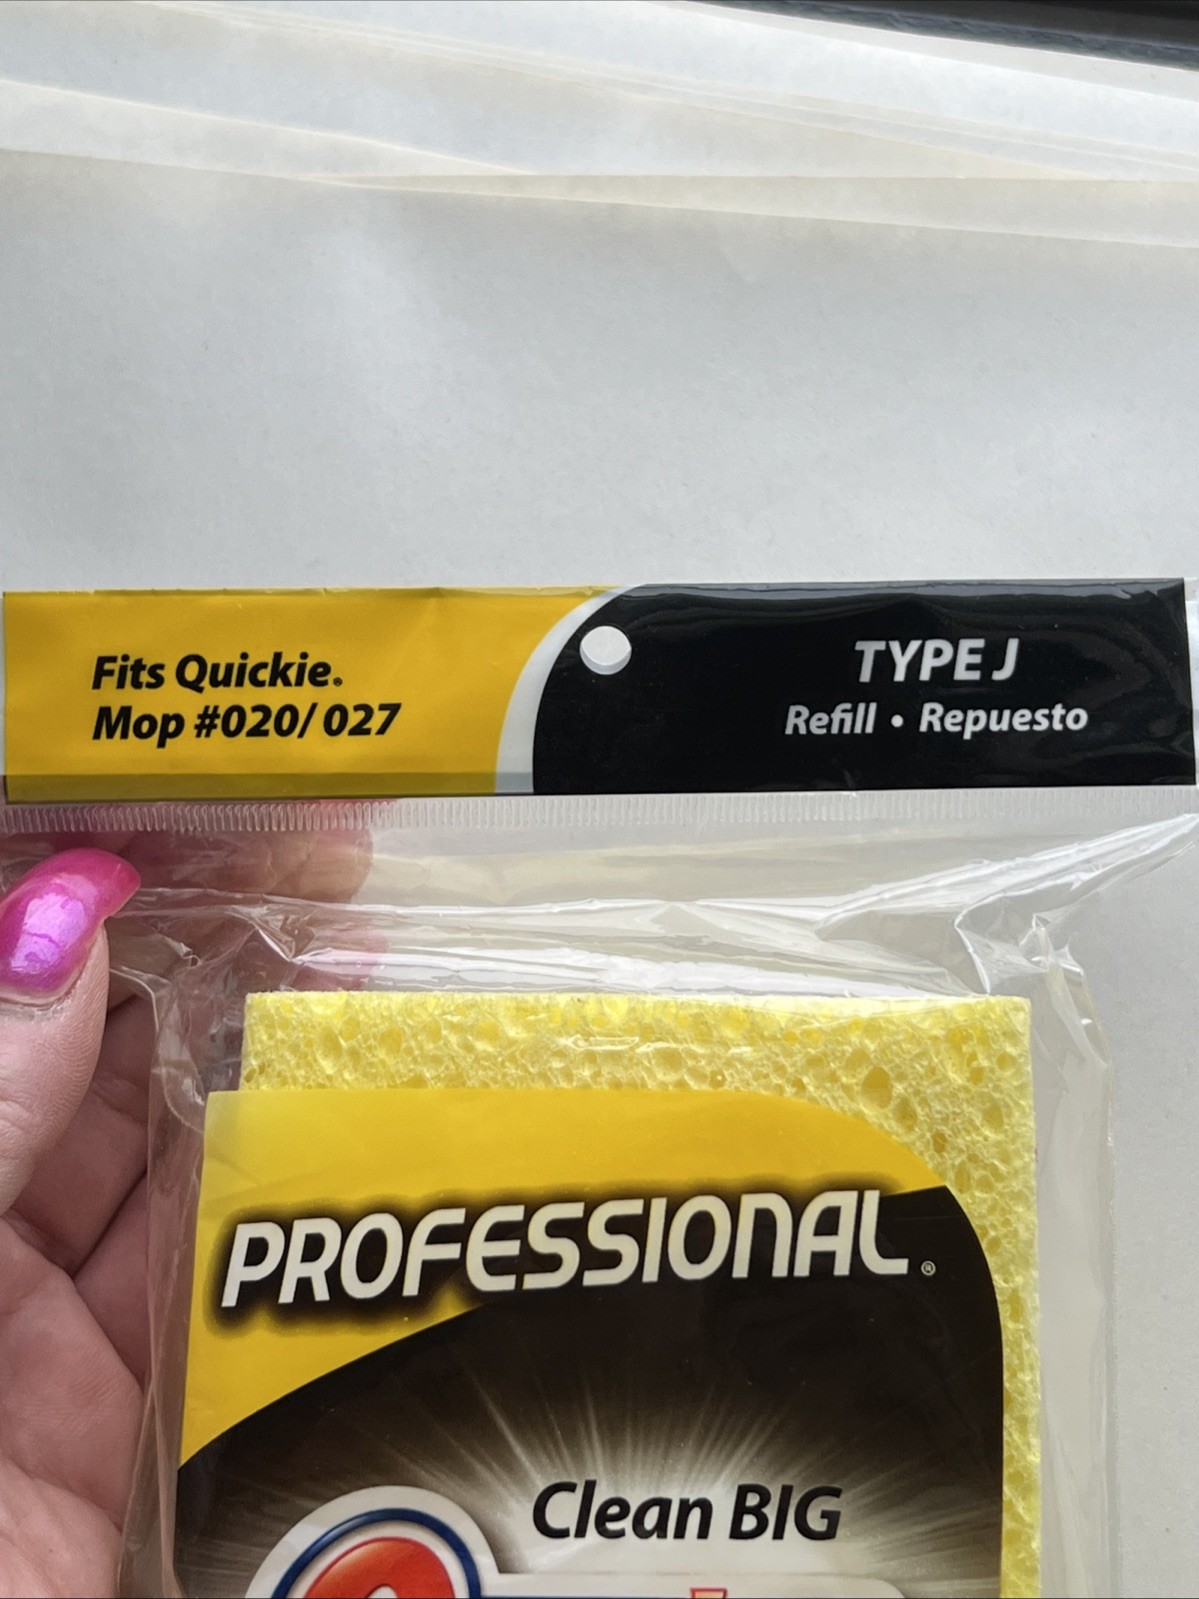 Fits Quickie®
Mop #020/027
TYPE J
Refill • Repuesto
PROFESSIONAL®
Clean BIG